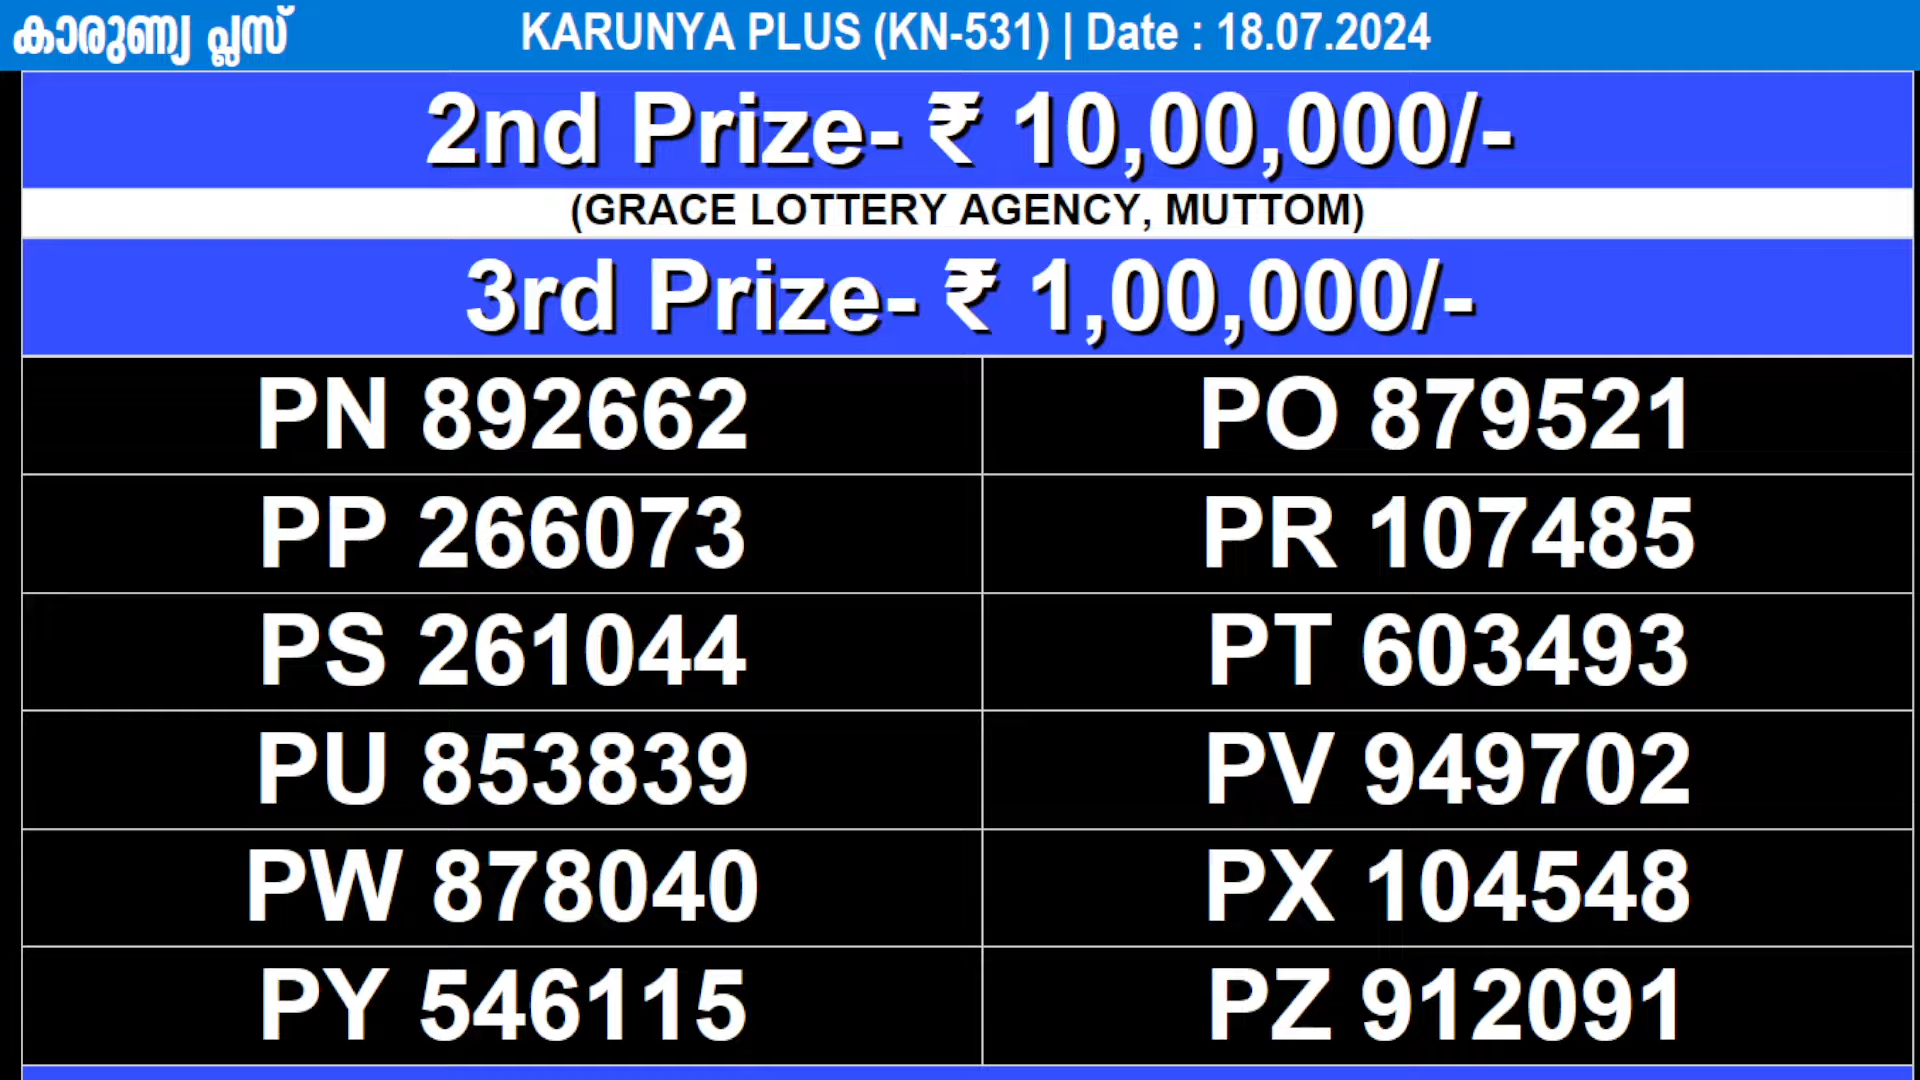 കാരുണ്യ പ്ലസ് KARUNYA PLUS (KN-531) | Date : 18.07.2024
2nd Prize- ₹ 10,00,000/-
(GRACE LOTTERY AGENCY, MUTTOM)
3rd Prize- ₹ 1,00,000/-
PN 892662 PO 879521
PP 266073 PR 107485
PS 261044 PT 603493
PU 853839 PV 949702
PW 878040 PX 104548
PY 546115 PZ 912091